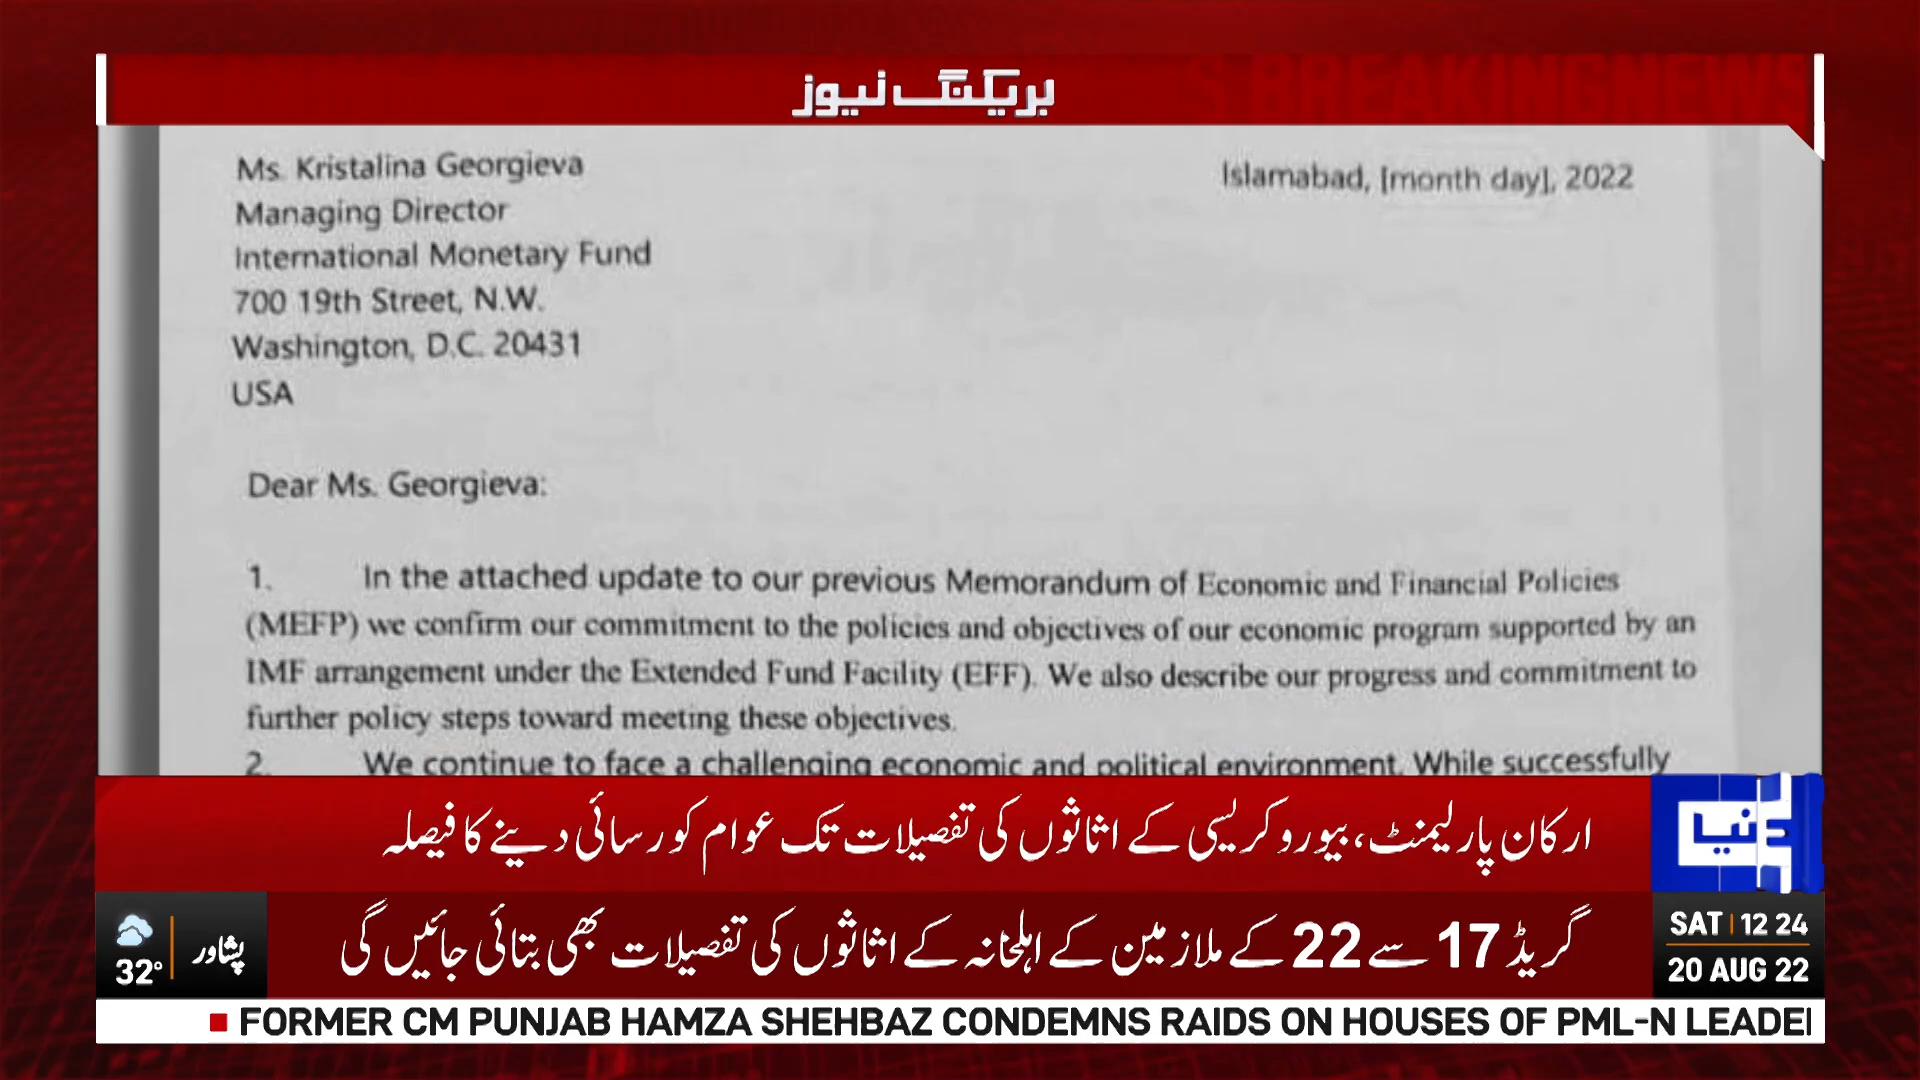 BREAKINGNEWS
بریکنگ نیوز
Ms. Kristalina Georgieva
Managing Director
International Monetary Fund
700 19th Street, N.W.
Washington, D.C. 20431
USA
Islamabad, [month day], 2022
Dear Ms. Georgieva:
1. In the attached update to our previous Memorandum of Economic and Financial Policies
(MEFP) we confirm our commitment to the policies and objectives of our economic program supported by an
IMF arrangement under the Extended Fund Facility (EFF). We also describe our progress and commitment to
further policy steps toward meeting these objectives.
2. We continue to face a challenging economic and political environment. While successfully
ارکان پارلیمنٹ، بیوروکریسی کے اثاثوں کی تفصیلات تک عوام کو رسائی دینے کا فیصلہ
دنیا
گریڈ 17 سے 22 کے ملازمین کے اہلخانہ کے اثاثوں کی تفصیلات بھی بتائی جائیں گی
پشاور
32°
SAT 12 24
20 AUG 22
FORMER CM PUNJAB HAMZA SHEHBAZ CONDEMNS RAIDS ON HOUSES OF PML-N LEADE